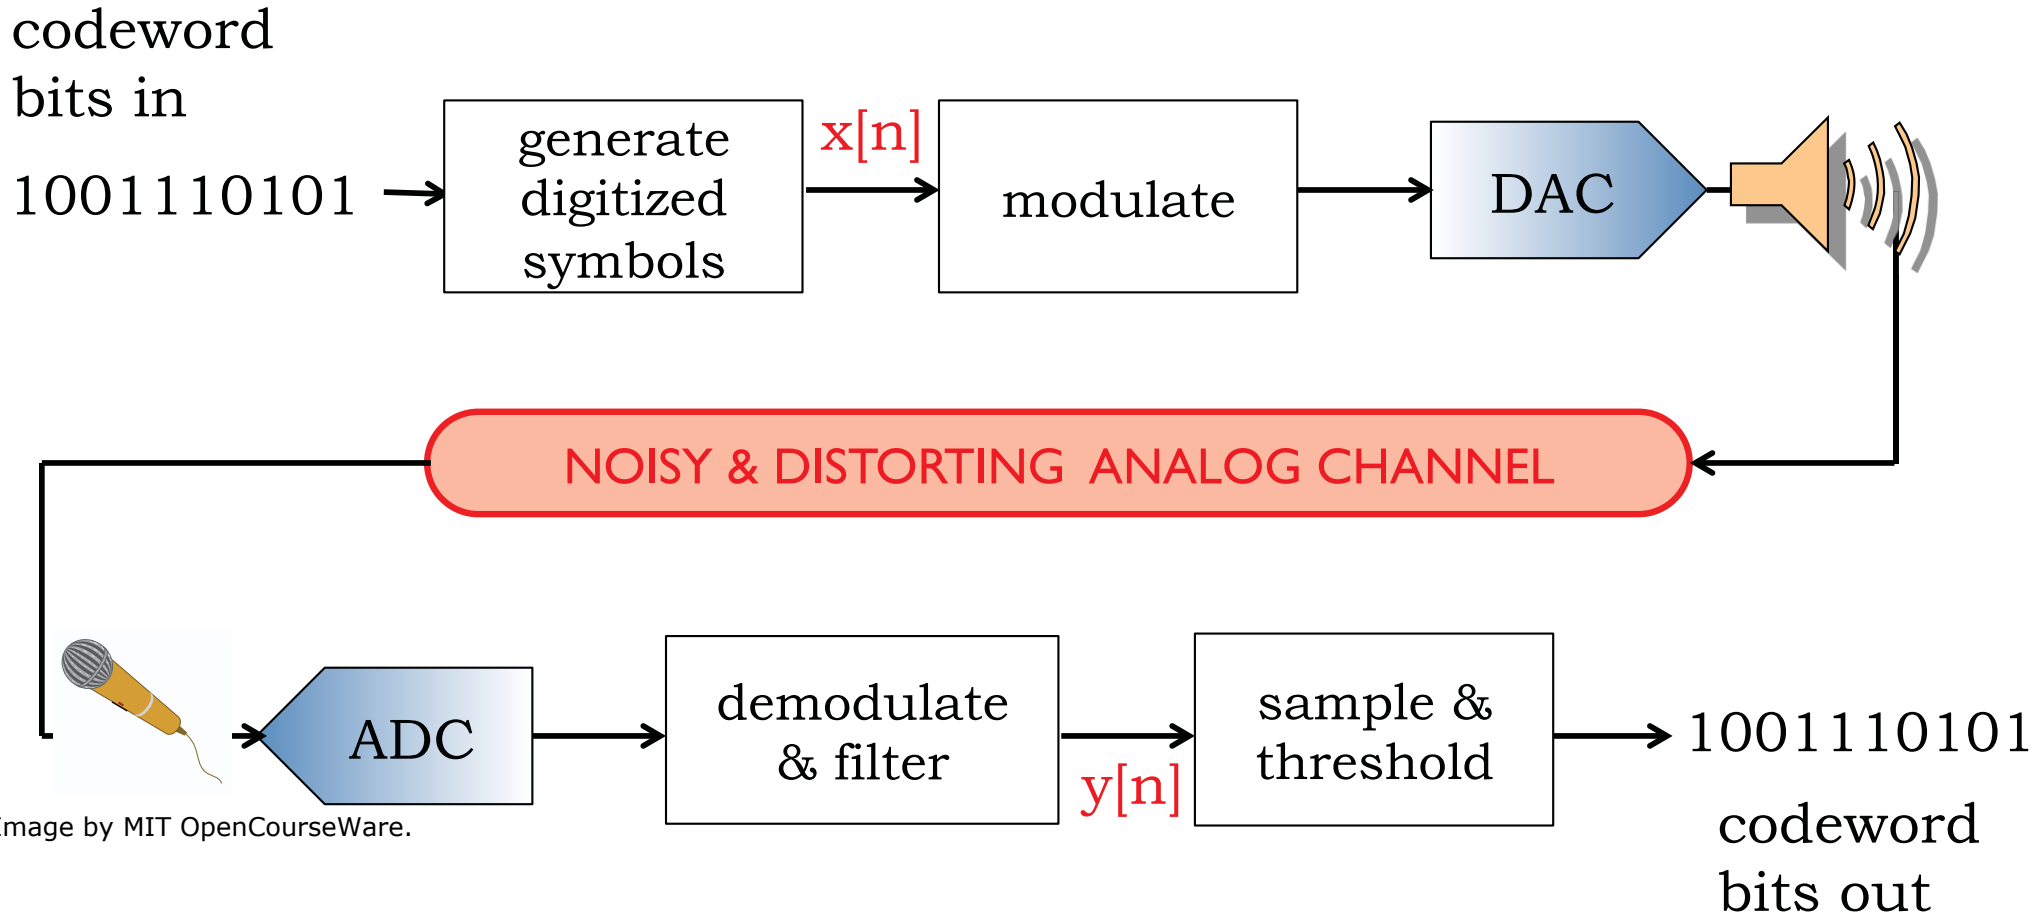 codeword
bits in
1001110101
generate
digitized
symbols
x[n]
modulate
DAC
NOISY & DISTORTING ANALOG CHANNEL
ADC
demodulate
& filter
y[n]
sample &
threshold
1001110101
codeword
bits out
Image by MIT OpenCourseWare.